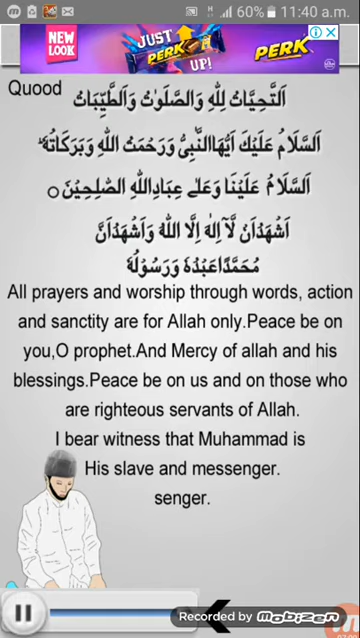 60% 11:40 a.m.
NEW LOOK
JUST PERK UP!
PERK
Quood
اَلتَّحِيَّاتُ لِلّٰهِ وَالصَّلَوٰتُ وَالطَّيِّبَاتُ
اَلسَّلَامُ عَلَيْكَ اَيُّهَاالنَّبِىُّ وَرَحْمَتُ اللّٰهِ وَبَرَكَاتُهٗ
اَلسَّلَامُ عَلَيْنَا وَعَلٰى عِبَادِاللّٰهِ الصّٰلِحِيْنَ
اَشْهَدُاَنْ لَّآ اِلٰهَ اِلَّا اللّٰهُ وَاَشْهَدُاَنَّ
مُحَمَّدًاعَبْدُهٗ وَرَسُوْلُهٗ
All prayers and worship through words, action
and sanctity are for Allah only.Peace be on
you,O prophet.And Mercy of allah and his
blessings.Peace be on us and on those who
are righteous servants of Allah.
I bear witness that Muhammad is
His slave and messenger.
senger.
Recorded by Mobizen